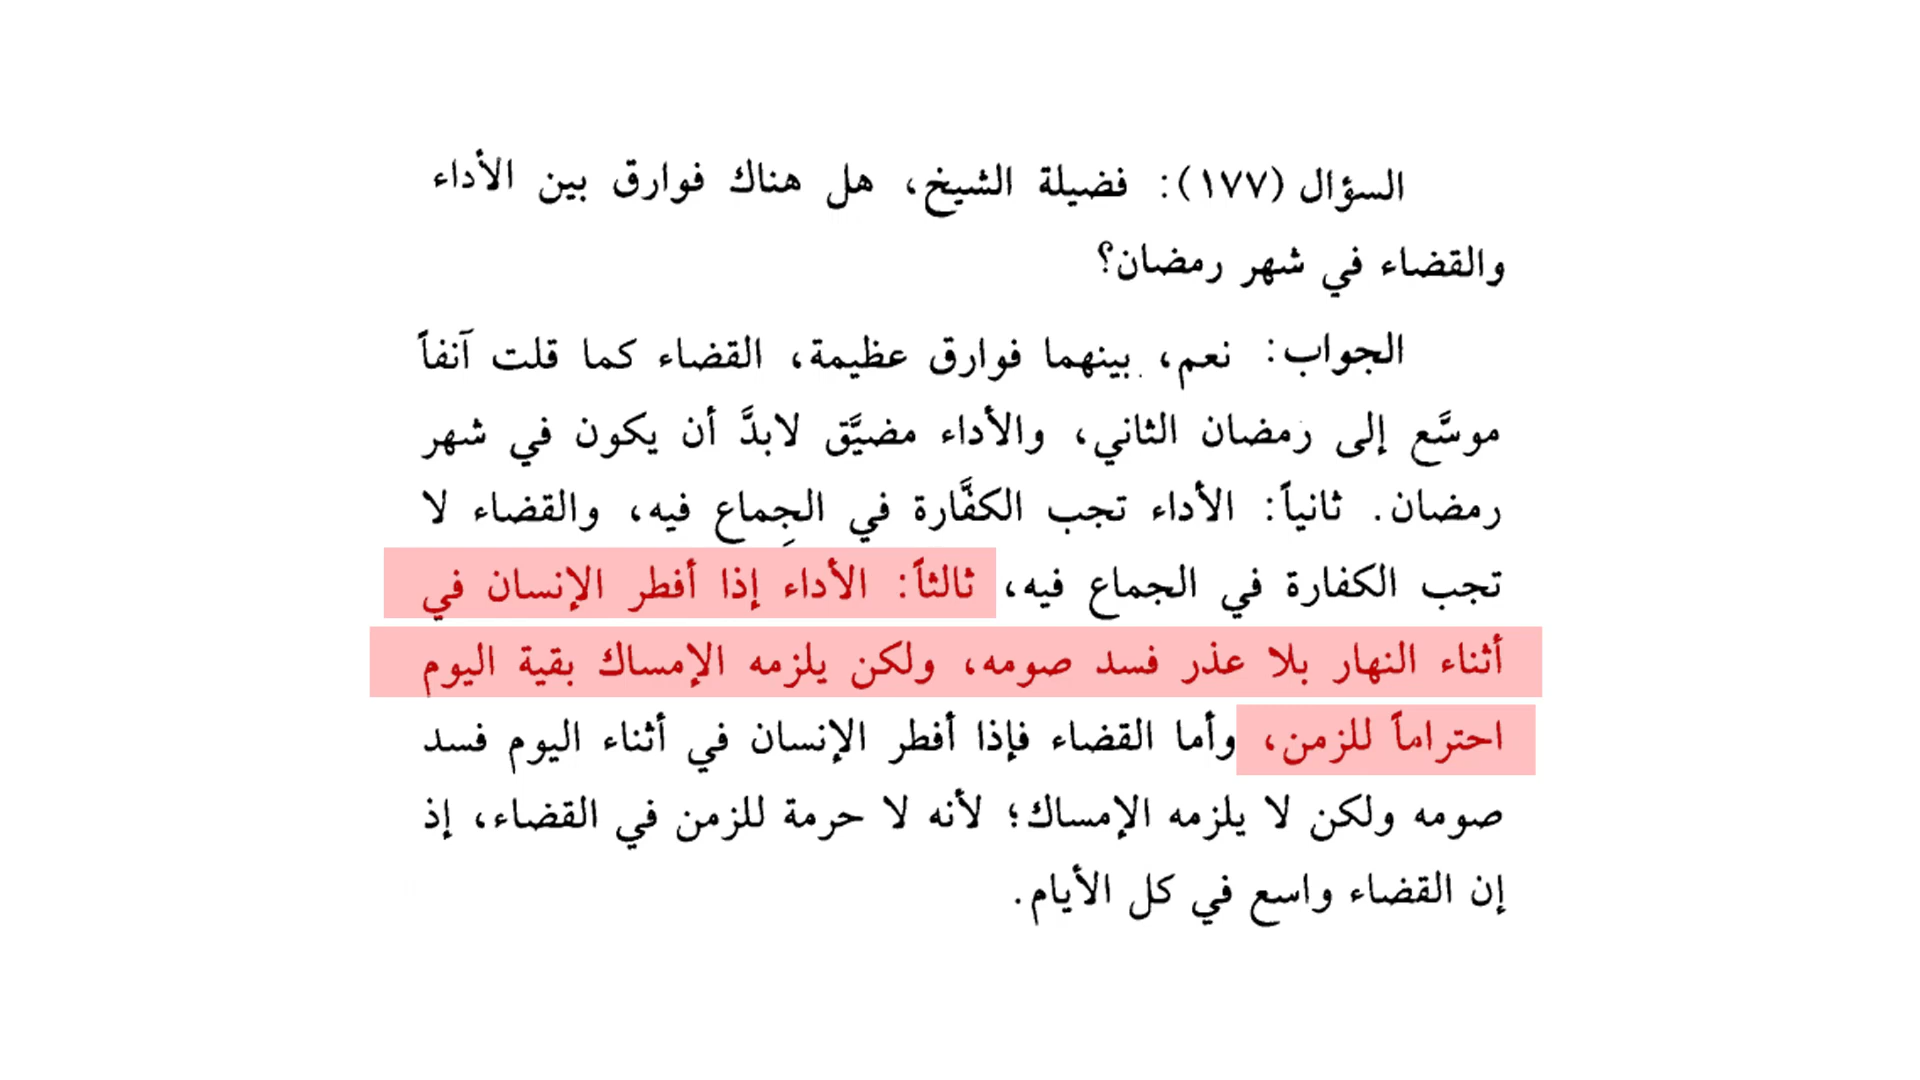 السؤال (١٧٧): فضيلة الشيخ، هل هناك فوارق بين الأداء
والقضاء في شهر رمضان؟
الجواب: نعم، بينهما فوارق عظيمة، القضاء كما قلت آنفاً
موسَّع إلى رمضان الثاني، والأداء مضيَّق لابدَّ أن يكون في شهر
رمضان. ثانياً: الأداء تجب الكفَّارة في الجِماع فيه، والقضاء لا
تجب الكفارة في الجماع فيه، ثالثاً: الأداء إذا أفطر الإنسان في
أثناء النهار بلا عذر فسد صومه، ولكن يلزمه الإمساك بقية اليوم
احتراماً للزمن، وأما القضاء فإذا أفطر الإنسان في أثناء اليوم فسد
صومه ولكن لا يلزمه الإمساك؛ لأنه لا حرمة للزمن في القضاء، إذ
إن القضاء واسع في كل الأيام.